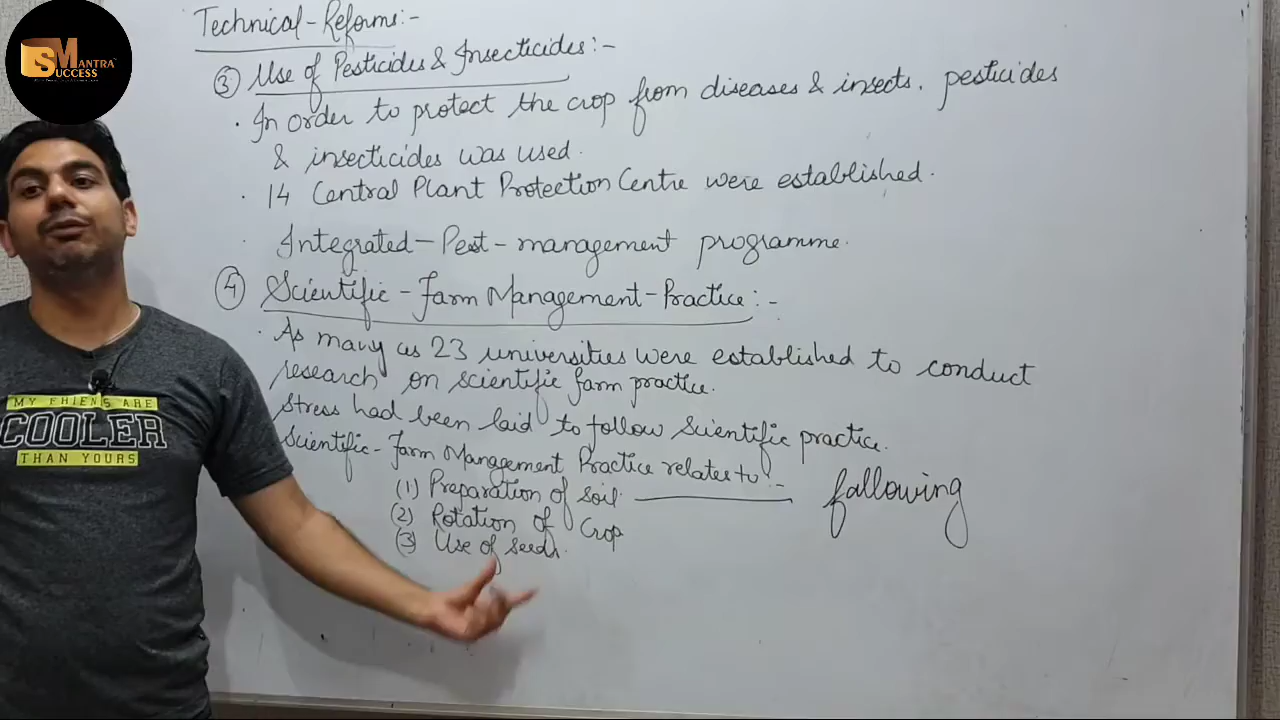 SMANTRA
SUCCESS
Technical-Reforms:-
③ Use of Pesticides & Insecticides:-
· In order to protect the crop from diseases & insects. pesticides
& insecticides was used.
· 14 Central Plant Protection Centre were established.
· Integrated-Pest-management programme.
④ Scientific-Farm Management-Practice:-
· As many as 23 universities were established to conduct
research on scientific farm practice.
Stress had been laid to follow Scientific practice.
Scientific-Farm Management Practice relates to:-
(1) Preparation of soil. fallowing
(2) Rotation of Crop
(3) Use of seeds.
MY FRIENDS ARE
COOLER
THAN YOURS